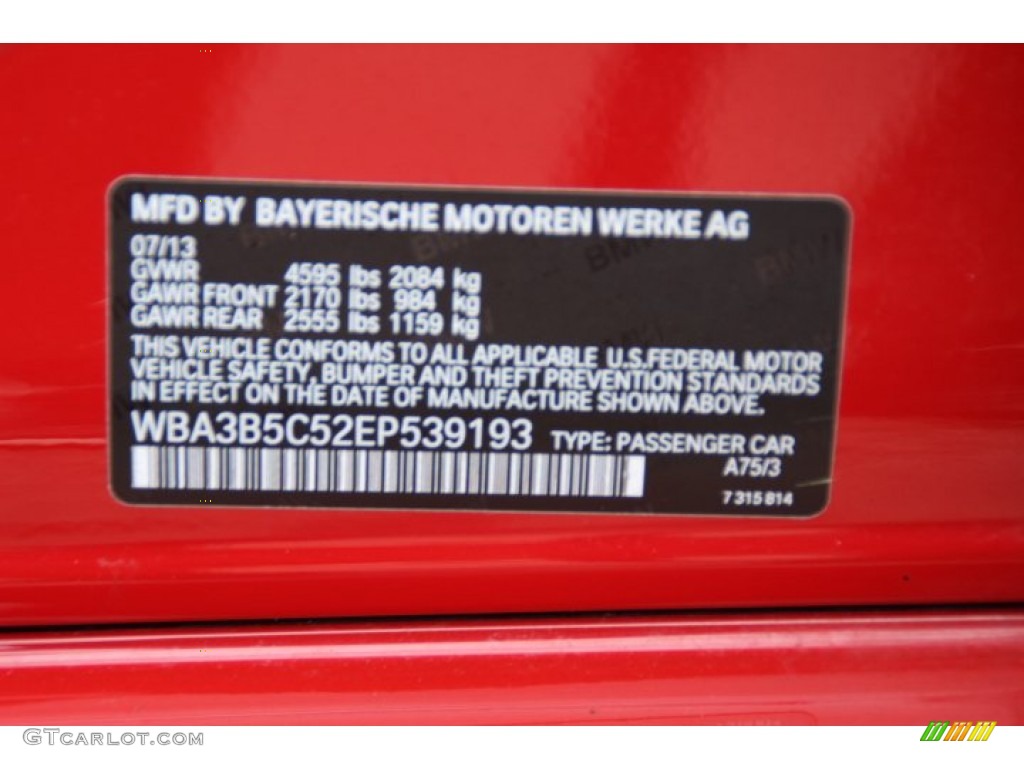 MFD BY BAYERISCHE MOTOREN WERKE AG
07/13
GVWR 4595 lbs 2084 kg
GAWR FRONT 2170 lbs 984 kg
GAWR REAR 2555 lbs 1159 kg
THIS VEHICLE CONFORMS TO ALL APPLICABLE U.S.FEDERAL MOTOR
VEHICLE SAFETY, BUMPER AND THEFT PREVENTION STANDARDS
IN EFFECT ON THE DATE OF MANUFACTURE SHOWN ABOVE.
WBA3B5C52EP539193 TYPE: PASSENGER CAR
A75/3
7 315 814
GTCARLOT.COM